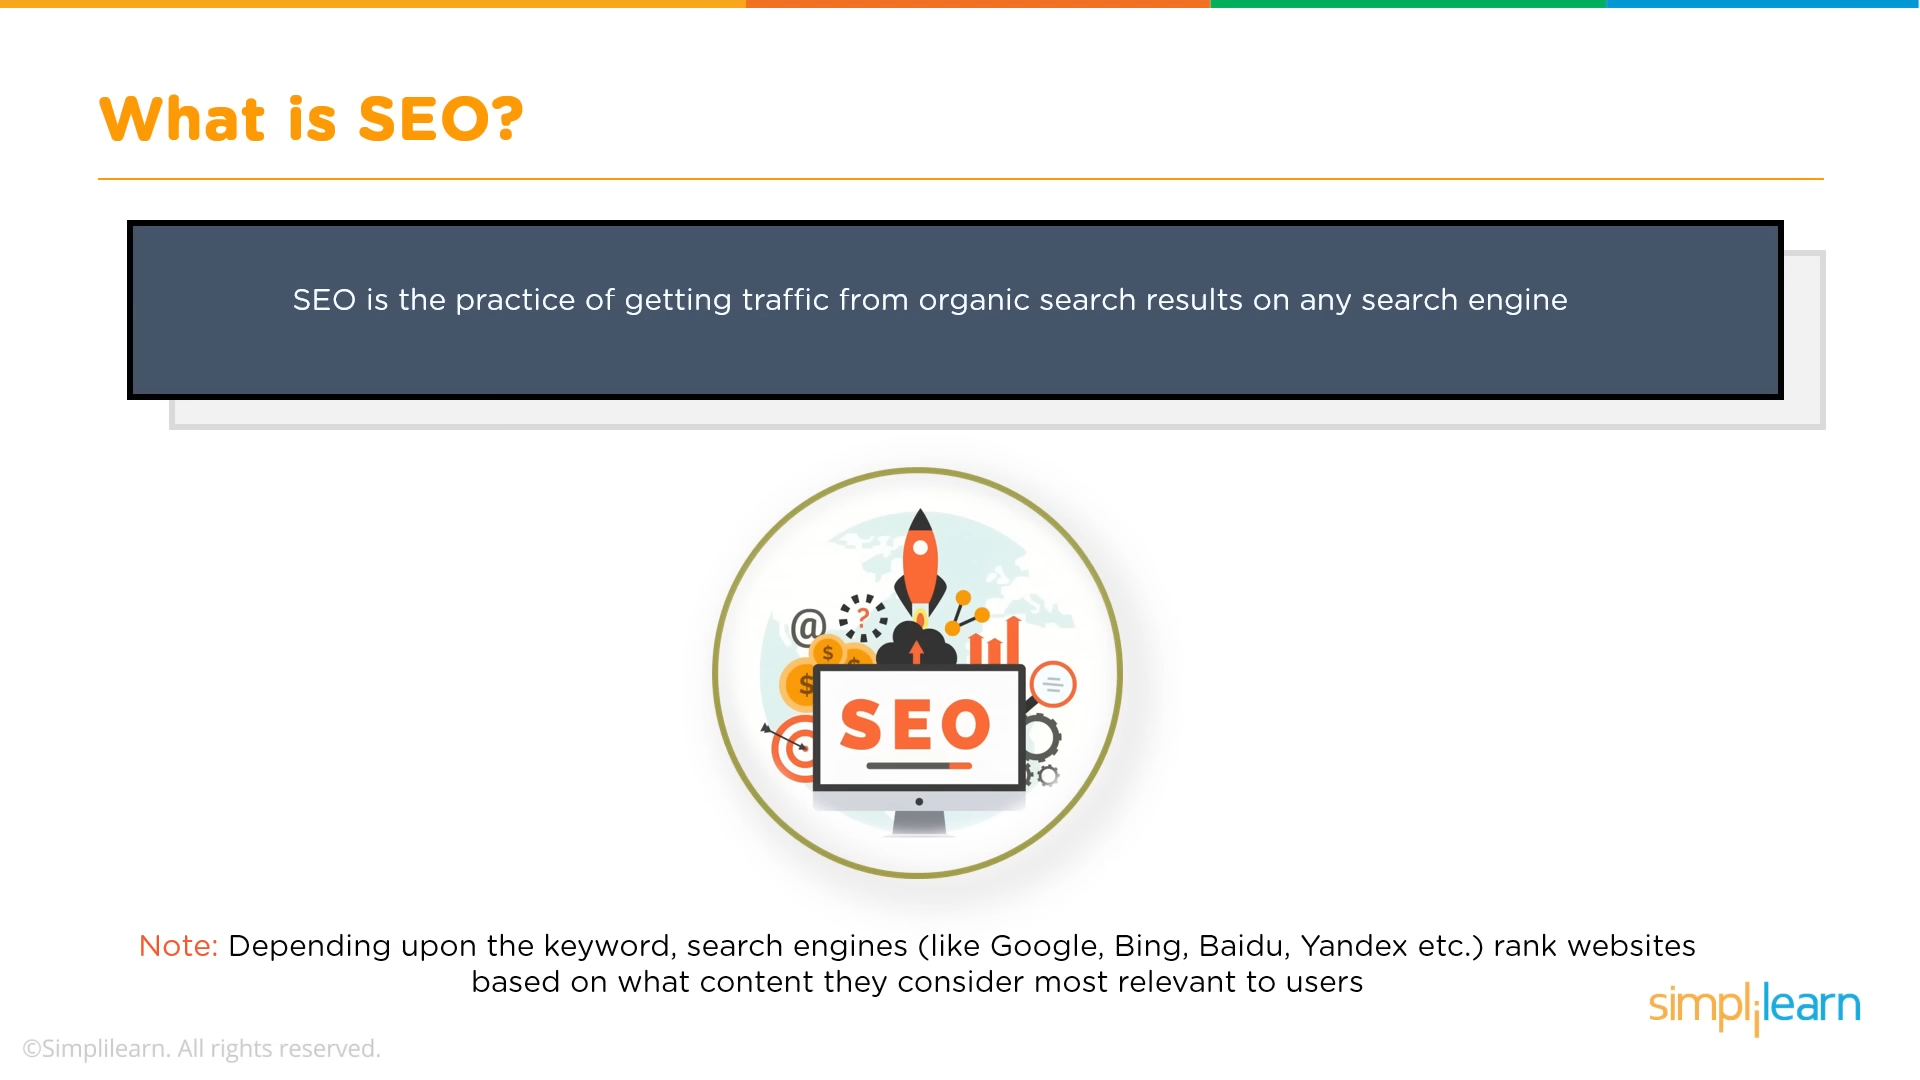 What is SEO?
SEO is the practice of getting traffic from organic search results on any search engine
@
?
$
$
$
SEO
Note: Depending upon the keyword, search engines (like Google, Bing, Baidu, Yandex etc.) rank websites
based on what content they consider most relevant to users
simplilearn
©Simplilearn. All rights reserved.